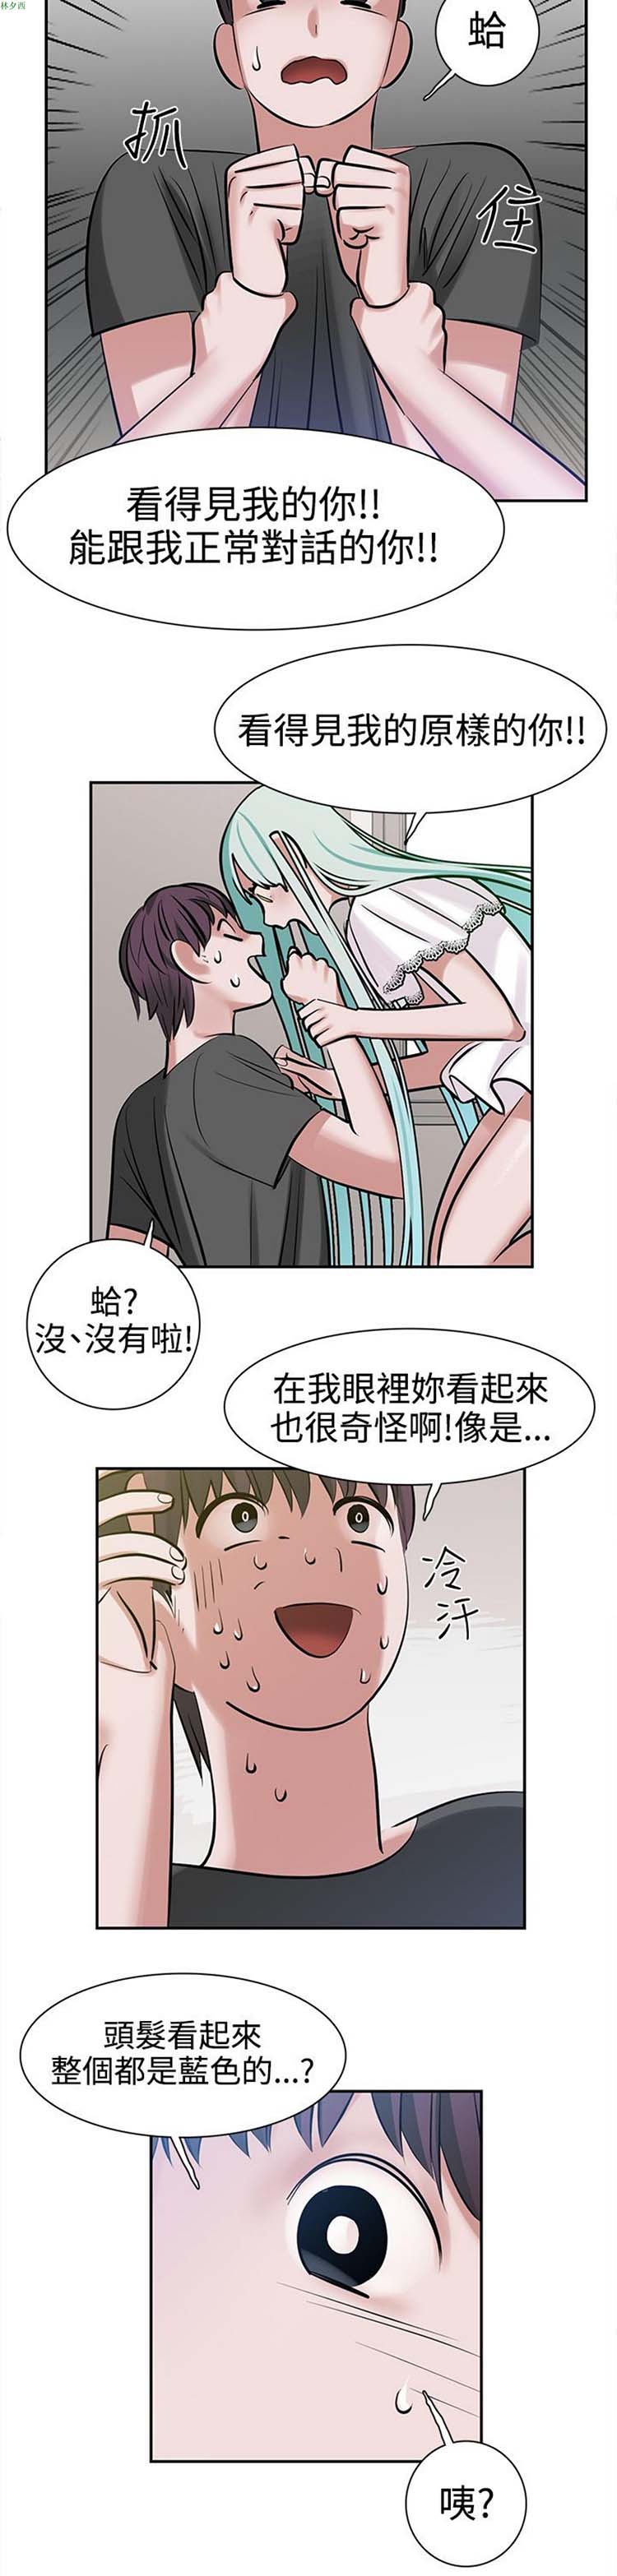 林夕西
蛤
抓
住
看得見我的你!!
能跟我正常對話的你!!
看得見我的原樣的你!!
蛤?
沒、沒有啦!
在我眼裡妳看起來
也很奇怪啊!像是...
冷
汗
頭髮看起來
整個都是藍色的...?
咦?